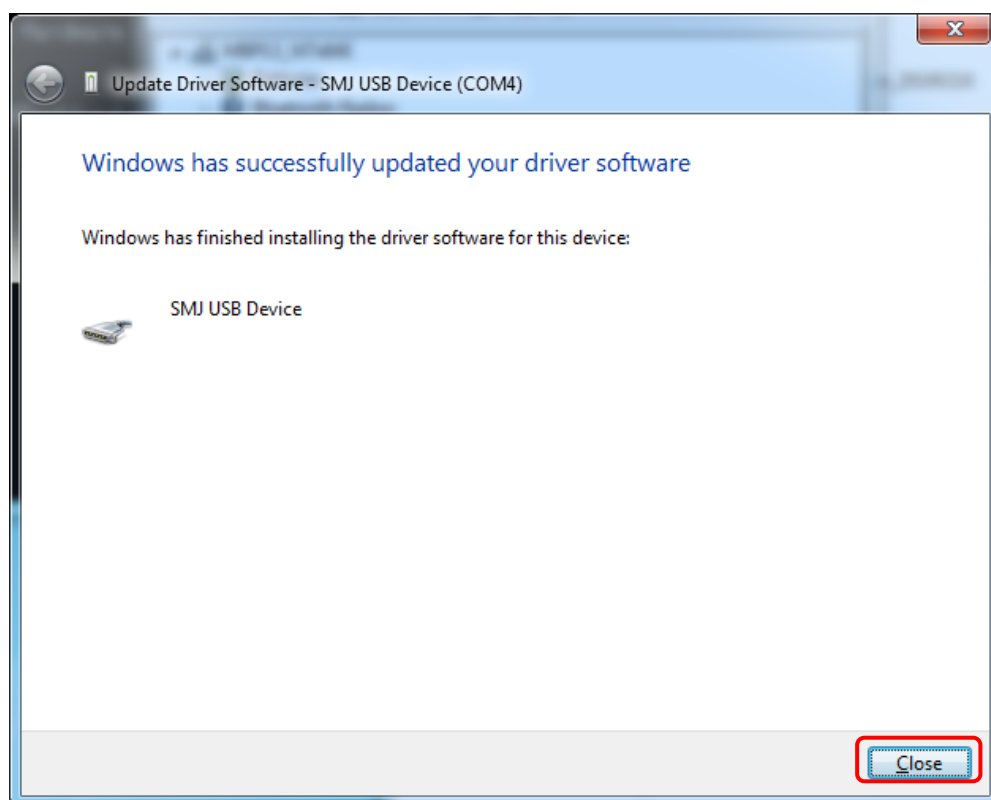 Update Driver Software - SMJ USB Device (COM4)
Windows has successfully updated your driver software
Windows has finished installing the driver software for this device:
SMJ USB Device
Close